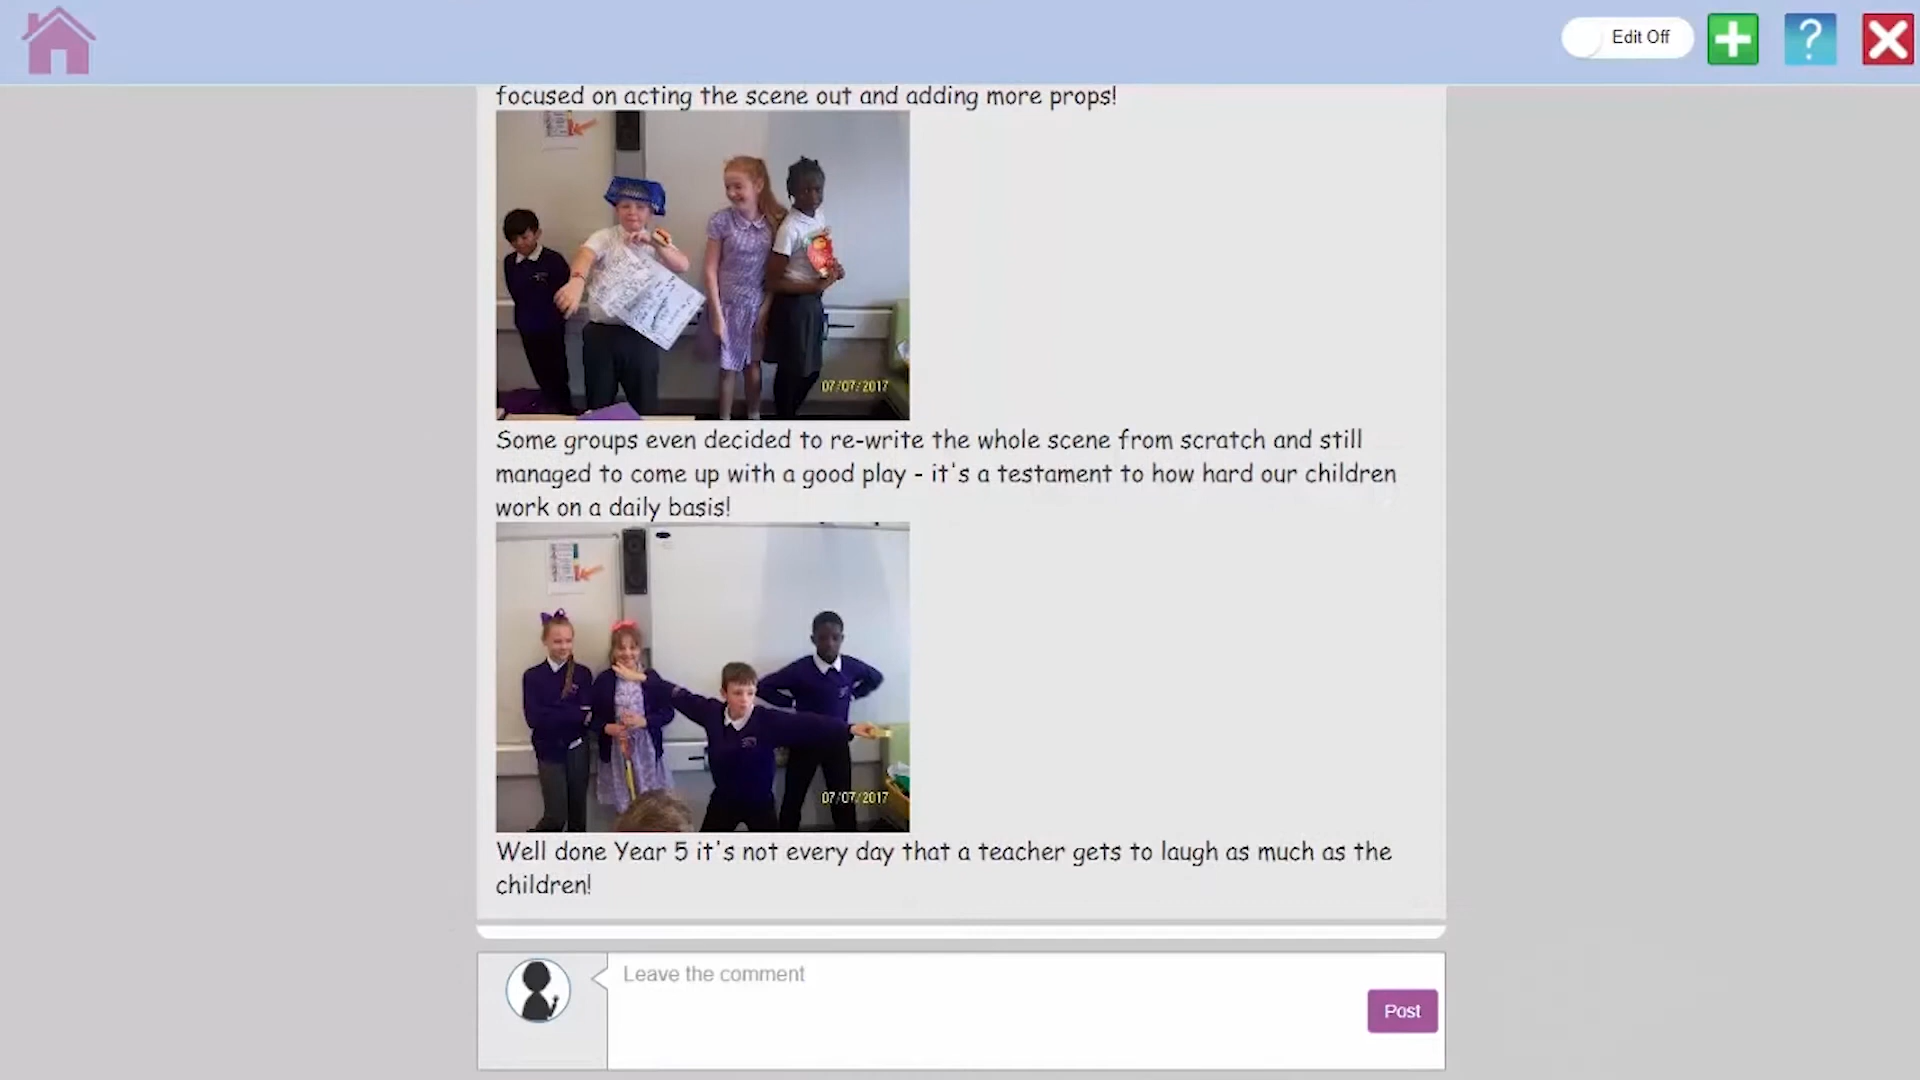 Edit Off
focused on acting the scene out and adding more props!
07/07/2017
Some groups even decided to re-write the whole scene from scratch and still
managed to come up with a good play - it's a testament to how hard our children
work on a daily basis!
07/07/2017
Well done Year 5 it's not every day that a teacher gets to laugh as much as the
children!
Leave the comment
Post